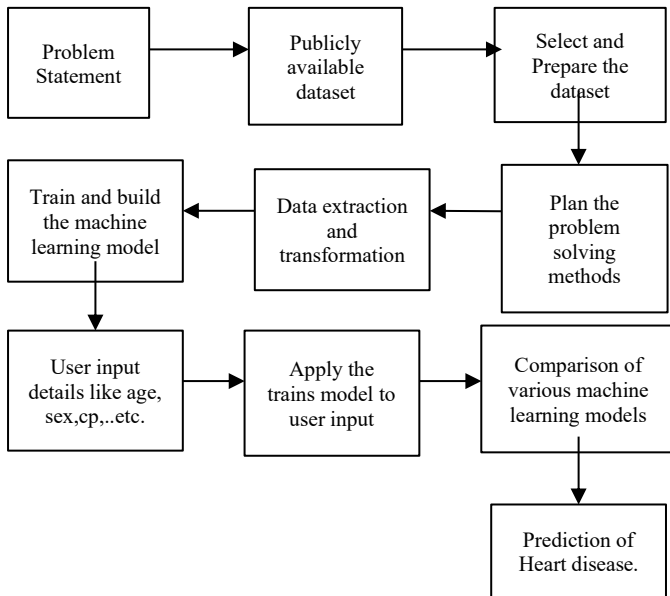 Problem
Statement
Publicly
available
dataset
Select and
Prepare the
dataset
Plan the
problem
solving
methods
Data extraction
and
transformation
Train and build
the machine
learning model
User input
details like age,
sex,cp,..etc.
Apply the
trains model to
user input
Comparison of
various machine
learning models
Prediction of
Heart disease.